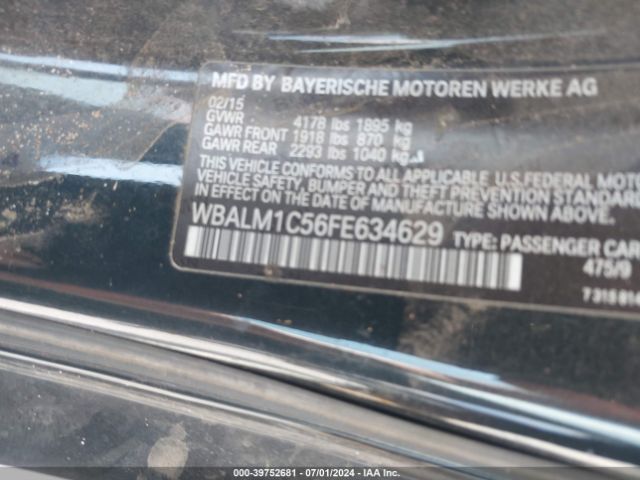 MFD BY BAYERISCHE MOTOREN WERKE AG
02/15
GVWR 4178 lbs 1895 kg
GAWR FRONT 1918 lbs 870 kg
GAWR REAR 2293 lbs 1040 kg
THIS VEHICLE CONFORMS TO ALL APPLICABLE U.S.FEDERAL MOTO
VEHICLE SAFETY, BUMPER AND THEFT PREVENTION STANDARDS
IN EFFECT ON THE DATE OF MANUFACTURE SHOWN ABOVE.
WBALM1C56FE634629 TYPE: PASSENGER CAR
475/9
000-39752681 - 07/01/2024 - IAA Inc.